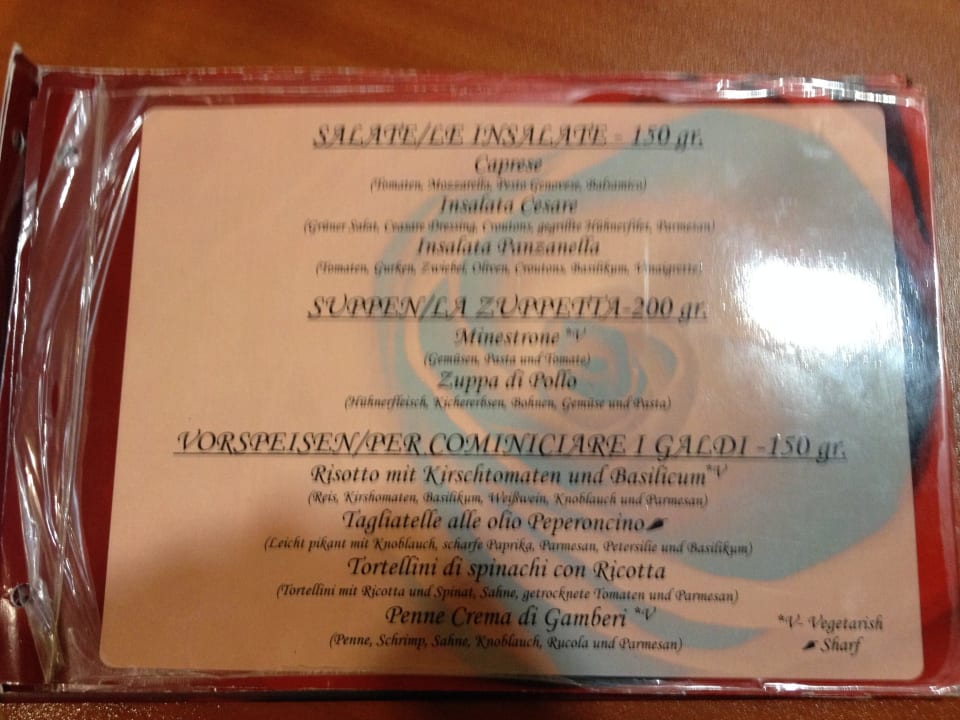 SALATE/LE INSALATE - 150 gr.
Caprese
(Tomaten, Mozzarella, Pesto Genovese, Balsamico)
Insalata Cesare
(Grüner Salat, Ceasare Dressing, Croutons, gegrillte Hühnerfilet, Parmesan)
Insalata Panzanella
(Tomaten, Gurken, Zwiebel, Oliven, Croutons, Basilikum, Vinaigrette)
SUPPEN/LA ZUPPETTA-200 gr.
Minestrone *V
(Gemüsen, Pasta und Tomate)
Zuppa di Pollo
(Hühnerfleisch, Kichererbsen, Bohnen, Gemüse und Pasta)
VORSPEISEN/PER COMINICIARE I GALDI -150 gr.
Risotto mit Kirschtomaten und Basilicum*V
(Reis, Kirshomaten, Basilikum, Weißwein, Knoblauch und Parmesan)
Tagliatelle alle olio Peperoncino
(Leicht pikant mit Knoblauch, scharfe Paprika, Parmesan, Petersilie und Basilikum)
Tortellini di spinachi con Ricotta
(Tortellini mit Ricotta und Spinat, Sahne, getrocknete Tomaten und Parmesan)
Penne Crema di Gamberi *V
(Penne, Schrimp, Sahne, Knoblauch, Rucola und Parmesan)
*V- Vegetarish
Sharf